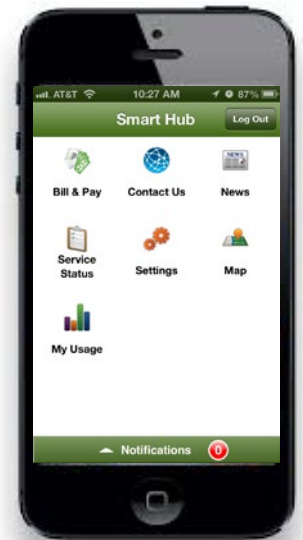 AT&T 10:27 AM 87%
Smart Hub Log Out
NEWS
Bill & Pay Contact Us News
Service
Status Settings Map
My Usage
Notifications 0